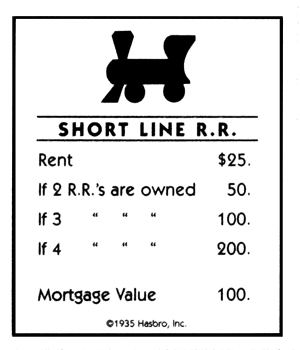 SHORT LINE R.R.
Rent $25.
If 2 R.R.'s are owned 50.
If 3 " " " 100.
If 4 " " " 200.
Mortgage Value 100.
©1935 Hasbro, Inc.